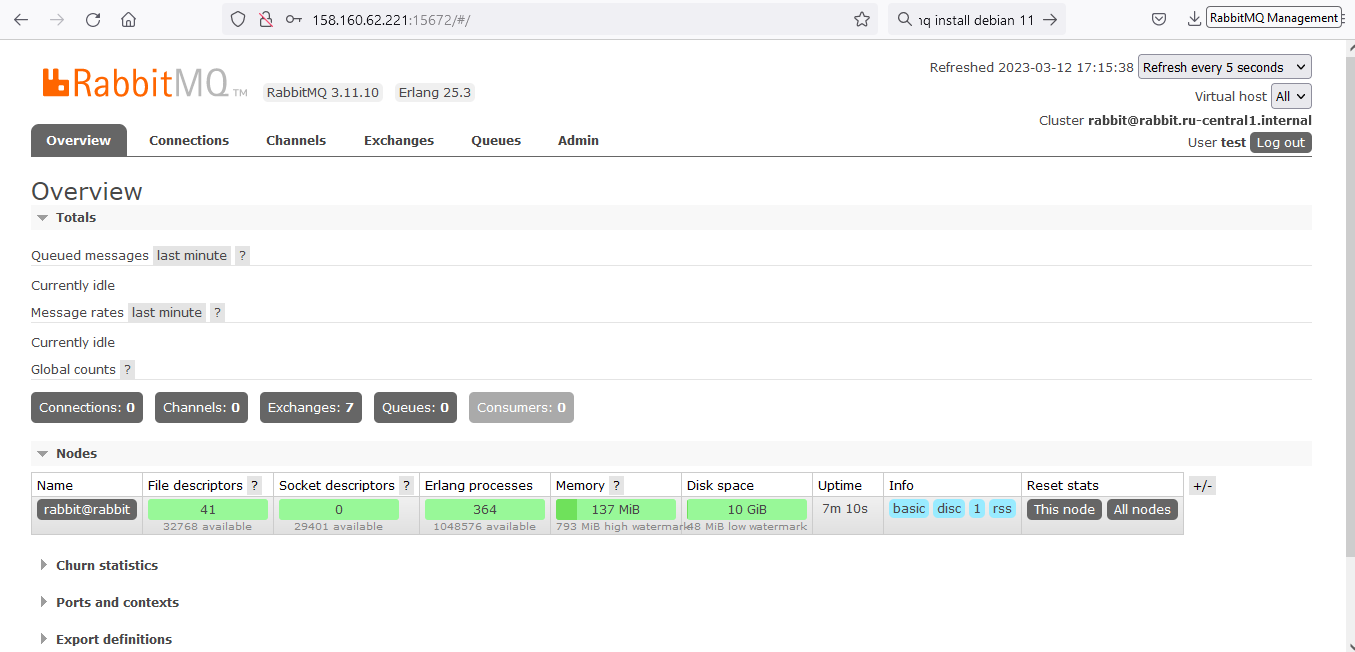 158.160.62.221:15672/#/
ıq install debian 11
RabbitMQ Management
RabbitMQ TM
RabbitMQ 3.11.10
Erlang 25.3
Refreshed 2023-03-12 17:15:38 Refresh every 5 seconds
Virtual host All
Cluster rabbit@rabbit.ru-central1.internal
User test Log out
Overview Connections Channels Exchanges Queues Admin
Overview
Totals
Queued messages last minute ?
Currently idle
Message rates last minute ?
Currently idle
Global counts ?
Connections: 0 Channels: 0 Exchanges: 7 Queues: 0 Consumers: 0
Nodes
Name File descriptors ? Socket descriptors ? Erlang processes Memory ? Disk space Uptime Info Reset stats +/-
rabbit@rabbit 41 0 364 137 MiB 10 GiB 7m 10s basic disc 1 rss This node All nodes
32768 available 29401 available 1048576 available 793 MiB high watermark 48 MiB low watermark
Churn statistics
Ports and contexts
Export definitions